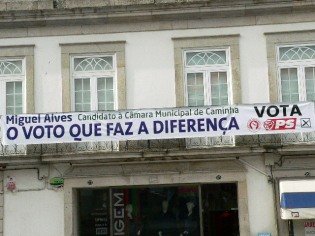 Miguel Alves Candidato à Câmara Municipal de Caminha
O VOTO QUE FAZ A DIFERENÇA
VOTA
PS